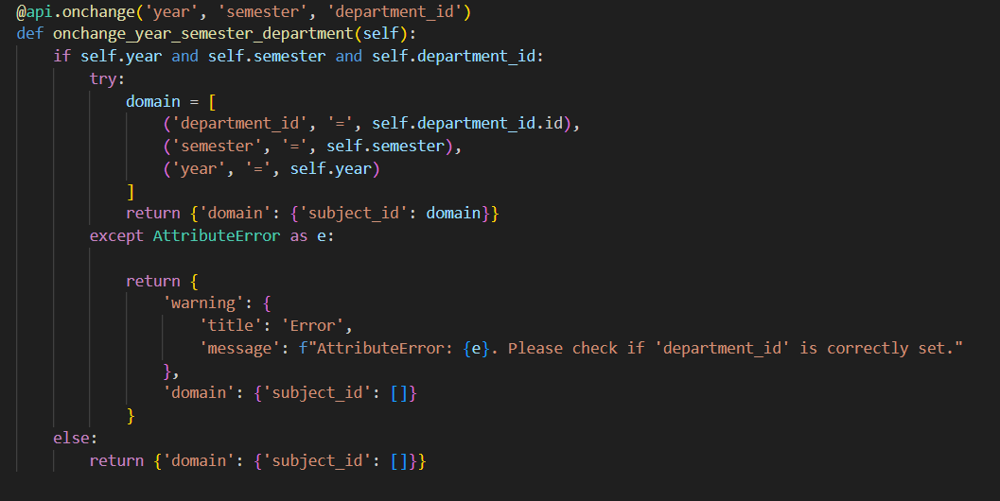 @api.onchange('year', 'semester', 'department_id')
def onchange_year_semester_department(self):
    if self.year and self.semester and self.department_id:
        try:
            domain = [
                ('department_id', '=', self.department_id.id),
                ('semester', '=', self.semester),
                ('year', '=', self.year)
            ]
            return {'domain': {'subject_id': domain}}
        except AttributeError as e:

            return {
                'warning': {
                    'title': 'Error',
                    'message': f"AttributeError: {e}. Please check if 'department_id' is correctly set."
                },
                'domain': {'subject_id': []}
            }
    else:
        return {'domain': {'subject_id': []}}